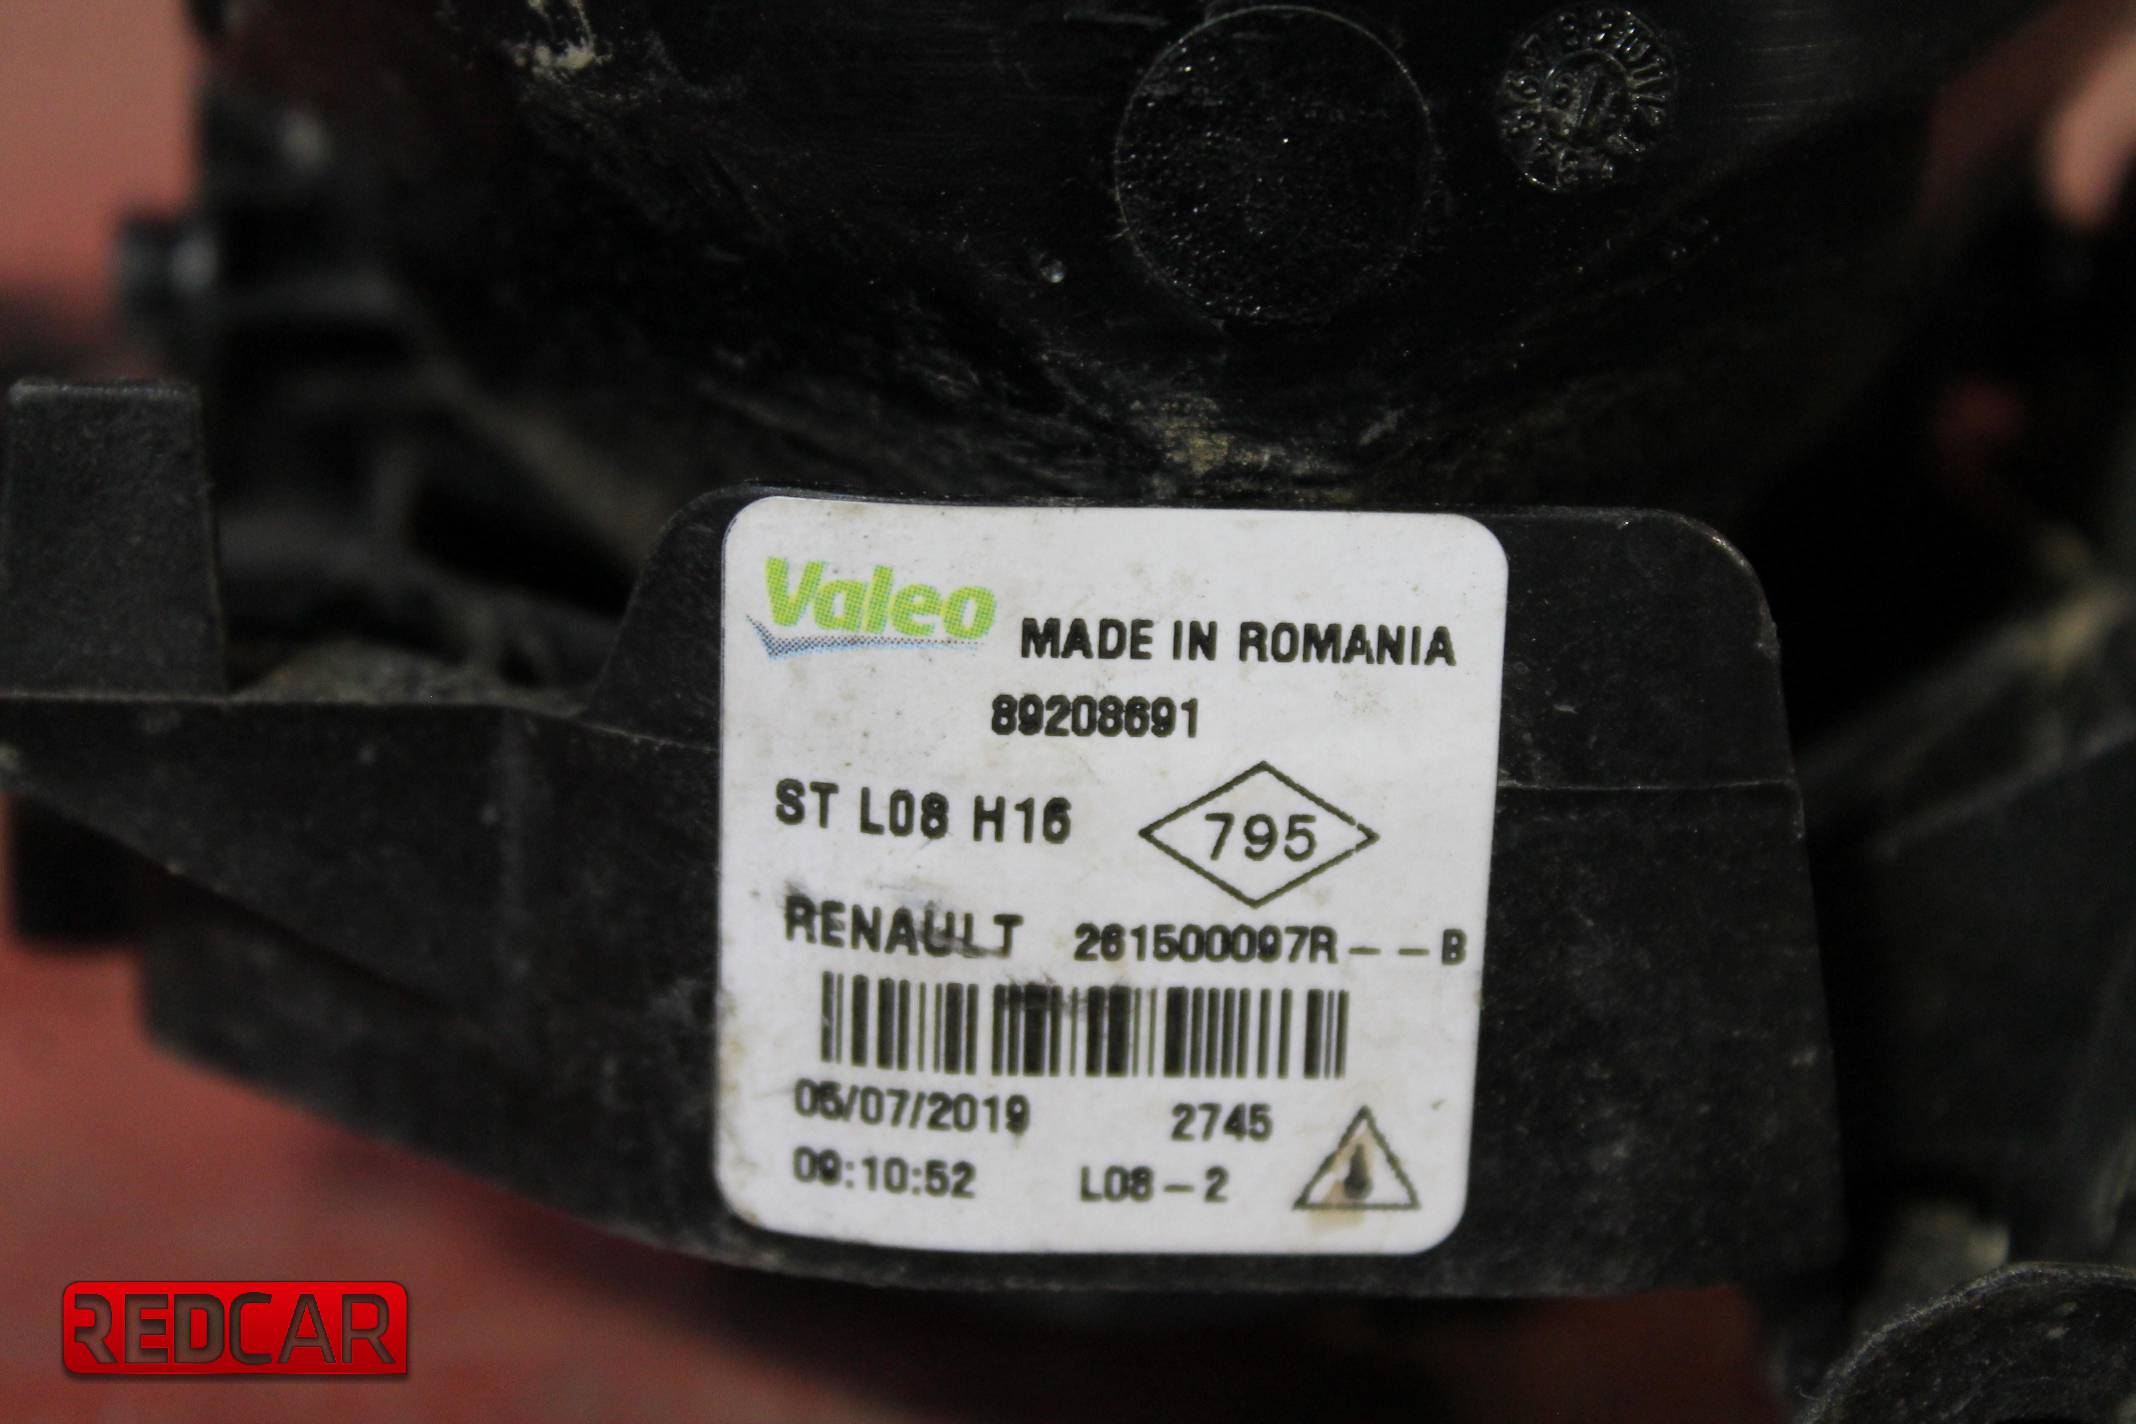 Valeo MADE IN ROMANIA
89208691
ST L08 H16 795
RENAULT 261500097R--B
05/07/2019 2745
09:10:52 L08-2
REDCAR